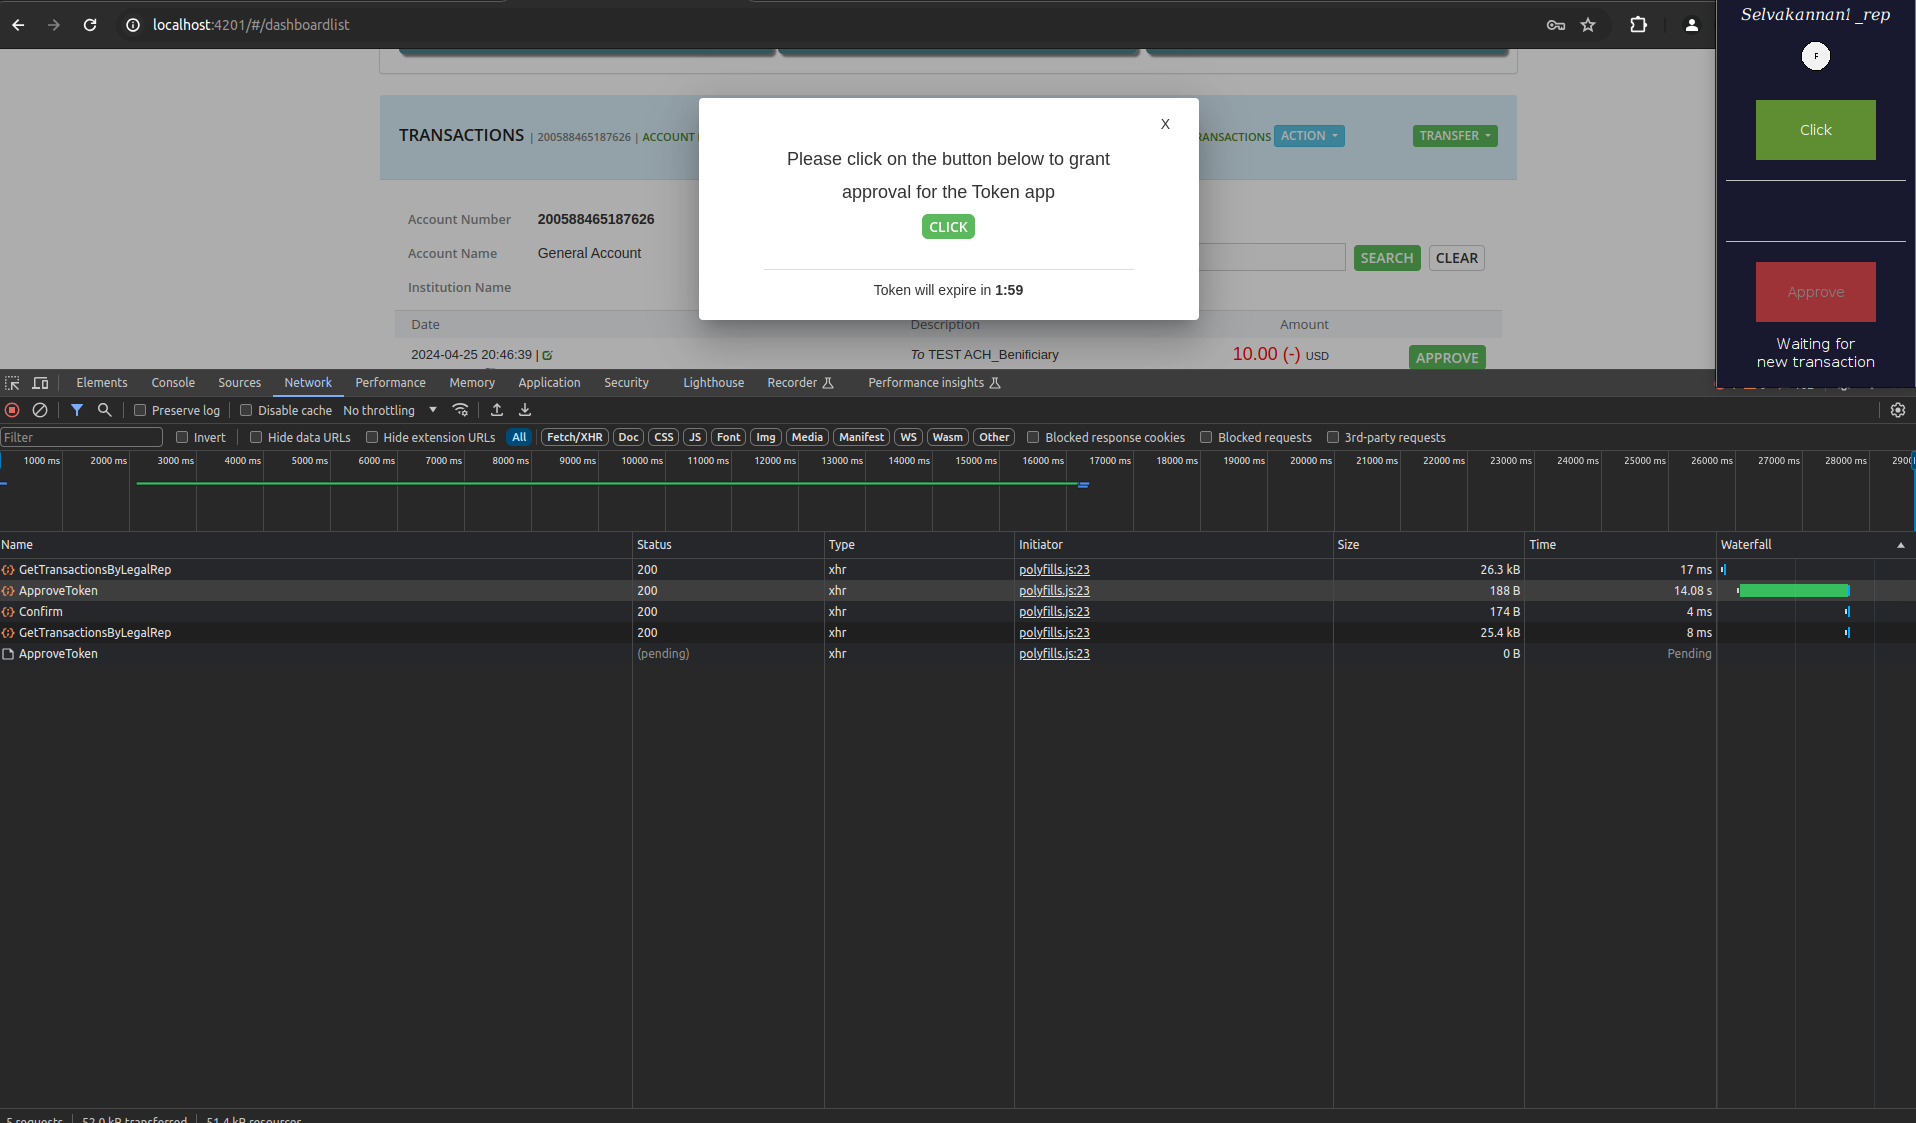 localhost:4201/#/dashboardlist
Selvakannan1 _rep
F
Click
Approve
Waiting for
new transaction
TRANSACTIONS | 200588465187626 | ACCOUNT
RANSACTIONS ACTION
TRANSFER
X
Please click on the button below to grant
approval for the Token app
CLICK
Token will expire in 1:59
Account Number 200588465187626
Account Name General Account
Institution Name
SEARCH CLEAR
Date Description Amount
2024-04-25 20:46:39 | To TEST ACH_Benificiary 10.00 (-) USD APPROVE
Elements Console Sources Network Performance Memory Application Security Lighthouse Recorder Performance insights
Preserve log Disable cache No throttling
Filter Invert Hide data URLs Hide extension URLs All Fetch/XHR Doc CSS JS Font Img Media Manifest WS Wasm Other Blocked response cookies Blocked requests 3rd-party requests
1000 ms 2000 ms 3000 ms 4000 ms 5000 ms 6000 ms 7000 ms 8000 ms 9000 ms 10000 ms 11000 ms 12000 ms 13000 ms 14000 ms 15000 ms 16000 ms 17000 ms 18000 ms 19000 ms 20000 ms 21000 ms 22000 ms 23000 ms 24000 ms 25000 ms 26000 ms 27000 ms 28000 ms 2900
Name Status Type Initiator Size Time Waterfall
GetTransactionsByLegalRep 200 xhr polyfills.js:23 26.3 kB 17 ms
ApproveToken 200 xhr polyfills.js:23 188 B 14.08 s
Confirm 200 xhr polyfills.js:23 174 B 4 ms
GetTransactionsByLegalRep 200 xhr polyfills.js:23 25.4 kB 8 ms
ApproveToken (pending) xhr polyfills.js:23 0 B Pending
5 requests 52.0 kB transferred 51.4 kB resources